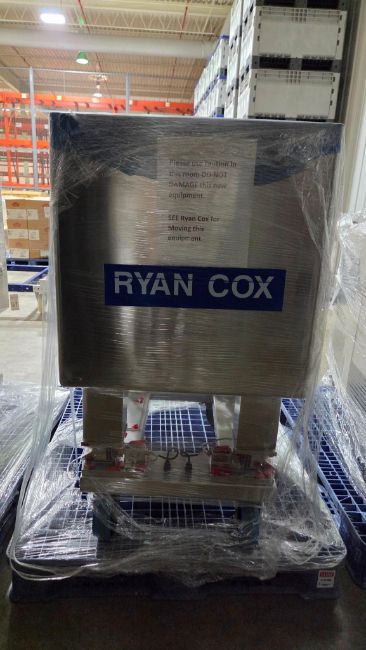 Please use caution in
this room DO NOT
DAMAGE this new
equipment.
SEE Ryan Cox for
Moving this
equipment.
RYAN COX